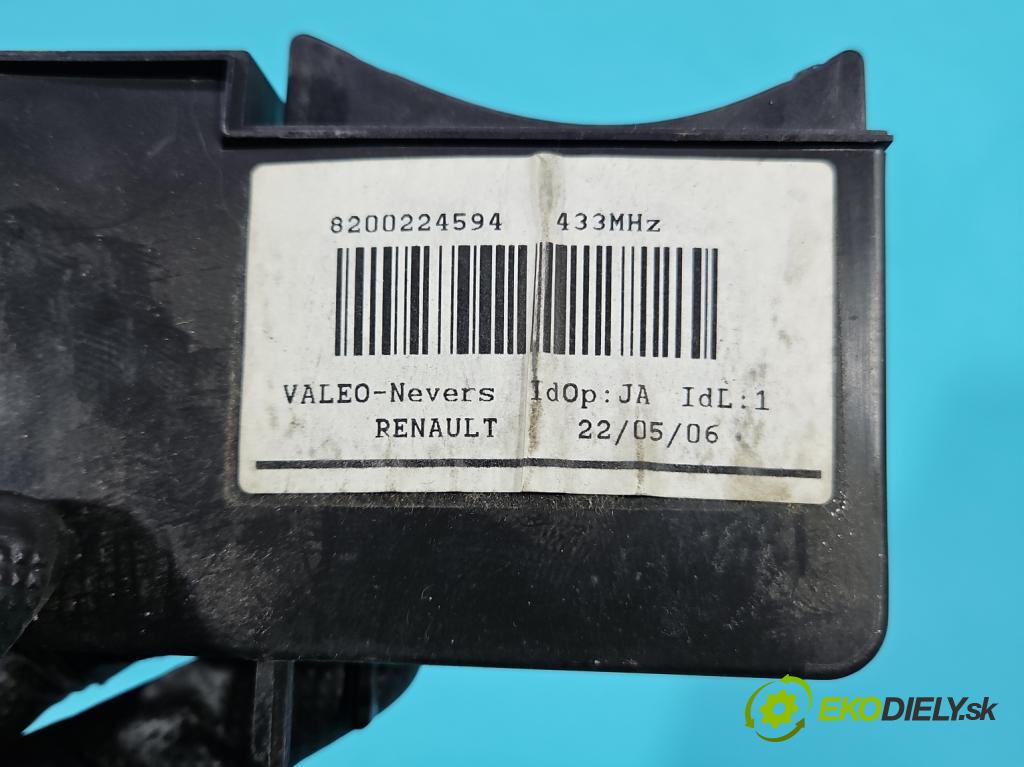 8200224594 433MHz
VALEO-Nevers IdOp:JA IdL:1
RENAULT 22/05/06
EKODIELY.sk